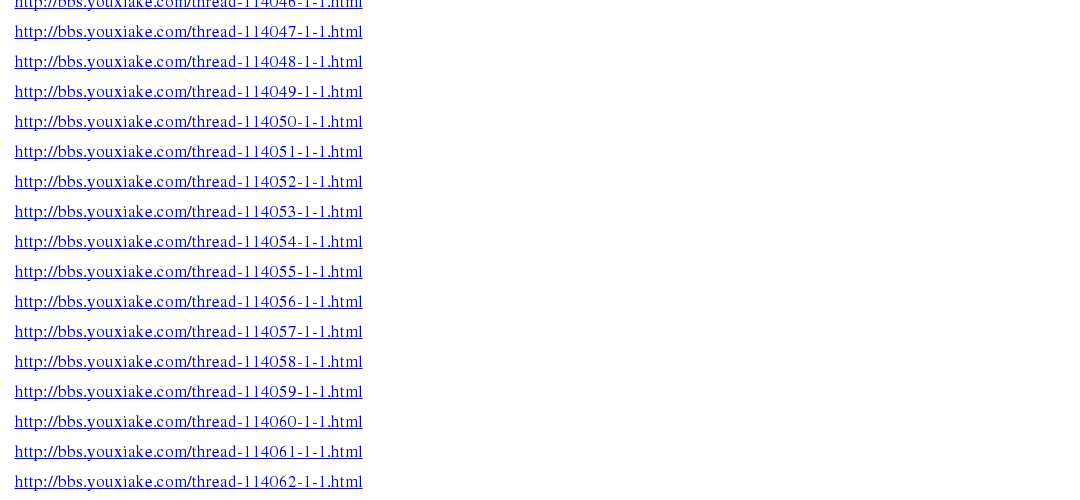 http://bbs.youxiake.com/thread-114046-1-1.html
http://bbs.youxiake.com/thread-114047-1-1.html
http://bbs.youxiake.com/thread-114048-1-1.html
http://bbs.youxiake.com/thread-114049-1-1.html
http://bbs.youxiake.com/thread-114050-1-1.html
http://bbs.youxiake.com/thread-114051-1-1.html
http://bbs.youxiake.com/thread-114052-1-1.html
http://bbs.youxiake.com/thread-114053-1-1.html
http://bbs.youxiake.com/thread-114054-1-1.html
http://bbs.youxiake.com/thread-114055-1-1.html
http://bbs.youxiake.com/thread-114056-1-1.html
http://bbs.youxiake.com/thread-114057-1-1.html
http://bbs.youxiake.com/thread-114058-1-1.html
http://bbs.youxiake.com/thread-114059-1-1.html
http://bbs.youxiake.com/thread-114060-1-1.html
http://bbs.youxiake.com/thread-114061-1-1.html
http://bbs.youxiake.com/thread-114062-1-1.html